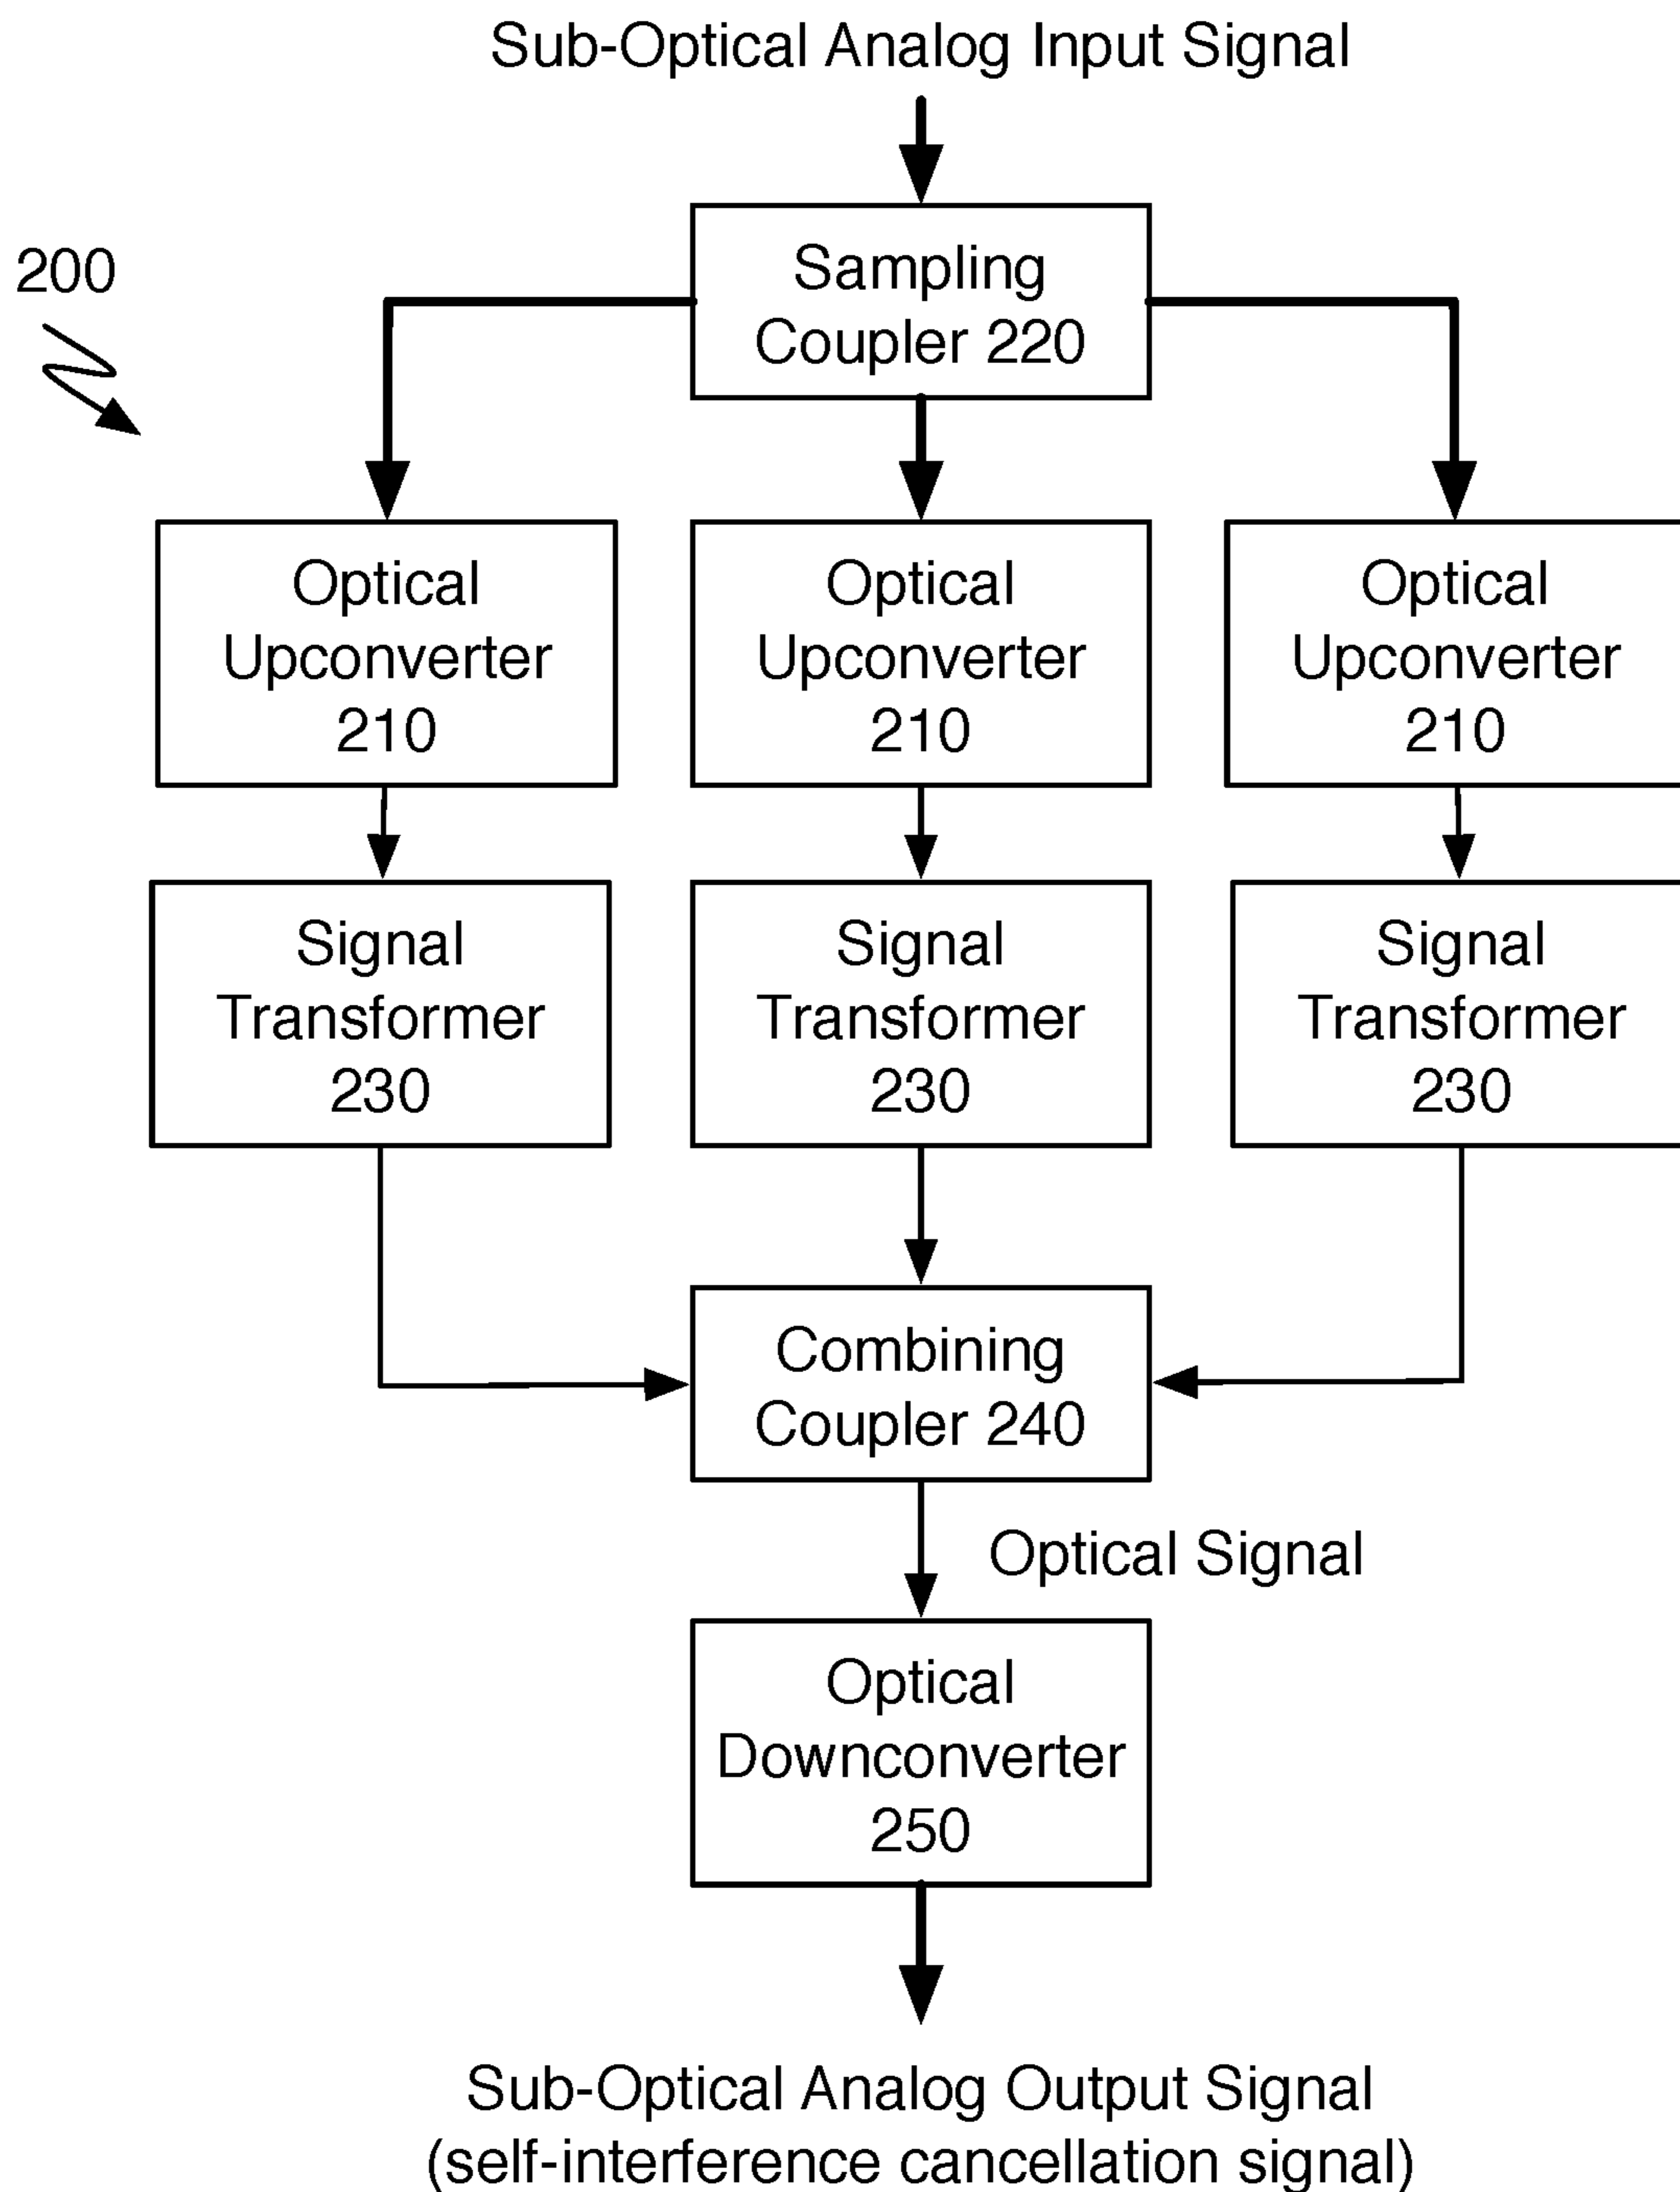 Sub-Optical Analog Input Signal
200
Sampling
Coupler 220
Optical
Upconverter
210
Optical
Upconverter
210
Optical
Upconverter
210
Signal
Transformer
230
Signal
Transformer
230
Signal
Transformer
230
Combining
Coupler 240
Optical Signal
Optical
Downconverter
250
Sub-Optical Analog Output Signal
(self-interference cancellation signal)